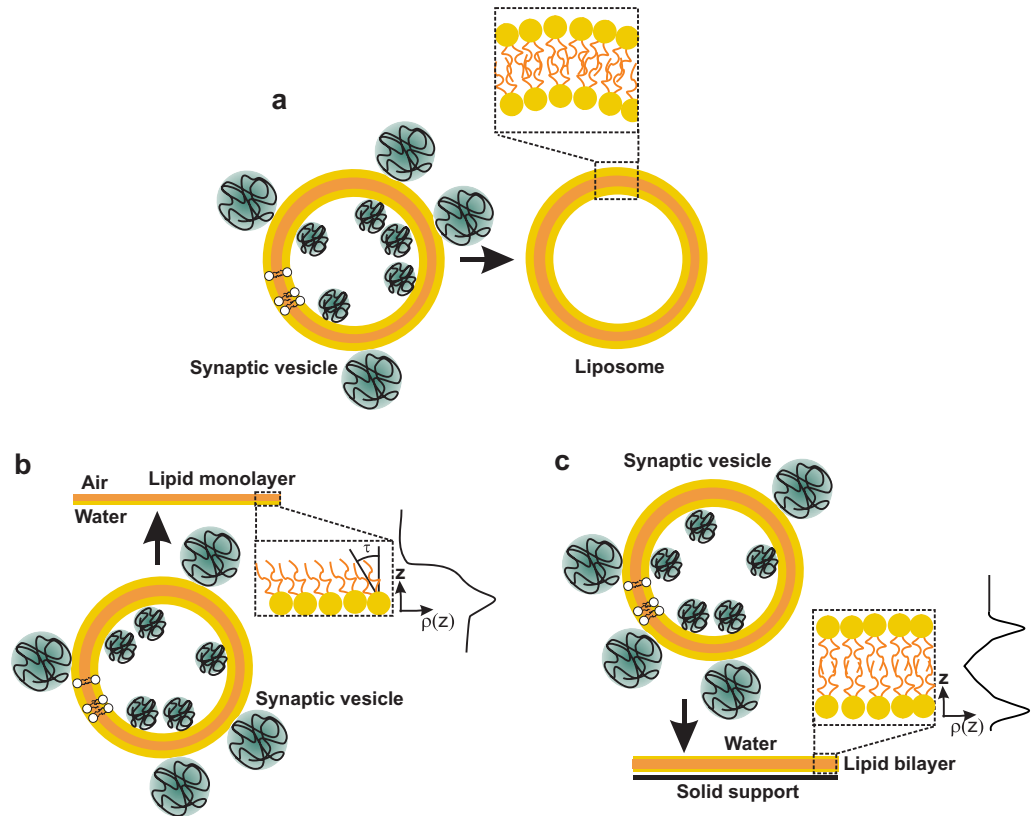 a
Synaptic vesicle
Liposome
b
Air
Lipid monolayer
Water
τ
z
ρ(z)
Synaptic vesicle
c
Synaptic vesicle
z
ρ(z)
Water
Lipid bilayer
Solid support